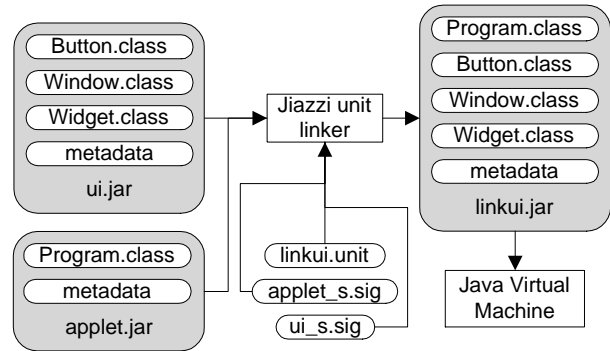 Button.class
Window.class
Widget.class
metadata
ui.jar
Program.class
metadata
applet.jar
Jiazzi unit
linker
linkui.unit
applet_s.sig
ui_s.sig
Program.class
Button.class
Window.class
Widget.class
metadata
linkui.jar
Java Virtual
Machine